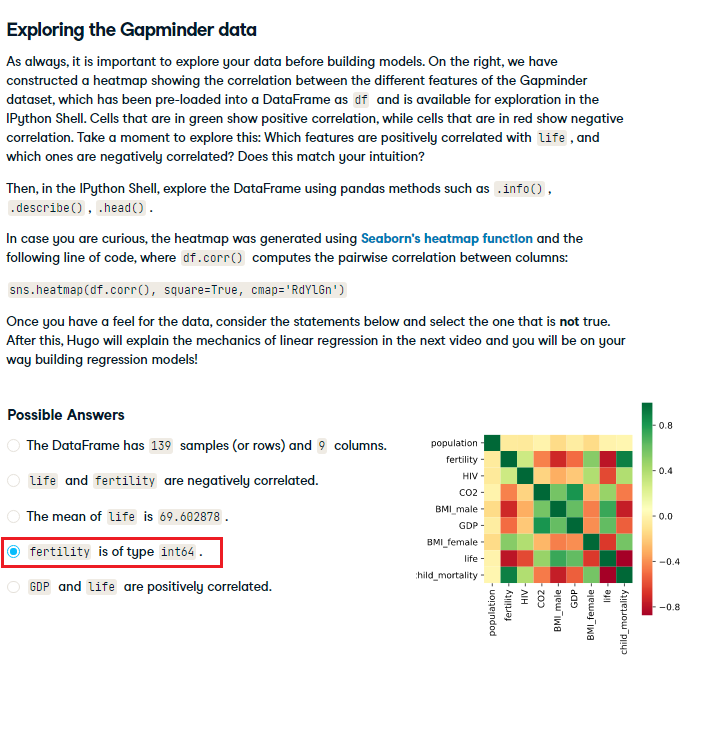 Exploring the Gapminder data
As always, it is important to explore your data before building models. On the right, we have
constructed a heatmap showing the correlation between the different features of the Gapminder
dataset, which has been pre-loaded into a DataFrame as df and is available for exploration in the
IPython Shell. Cells that are in green show positive correlation, while cells that are in red show negative
correlation. Take a moment to explore this: Which features are positively correlated with life , and
which ones are negatively correlated? Does this match your intuition?
Then, in the IPython Shell, explore the DataFrame using pandas methods such as .info() ,
.describe() , .head() .
In case you are curious, the heatmap was generated using Seaborn's heatmap function and the
following line of code, where df.corr() computes the pairwise correlation between columns:
sns.heatmap(df.corr(), square=True, cmap='RdYlGn')
Once you have a feel for the data, consider the statements below and select the one that is not true.
After this, Hugo will explain the mechanics of linear regression in the next video and you will be on your
way building regression models!
Possible Answers
The DataFrame has 139 samples (or rows) and 9 columns.
life and fertility are negatively correlated.
The mean of life is 69.602878 .
fertility is of type int64 .
GDP and life are positively correlated.
population
fertility
HIV
CO2
BMI_male
GDP
BMI_female
life
:hild_mortality
population
fertility
HIV
CO2
BMI_male
GDP
BMI_female
life
child_mortality
0.8
0.4
0.0
−0.4
−0.8